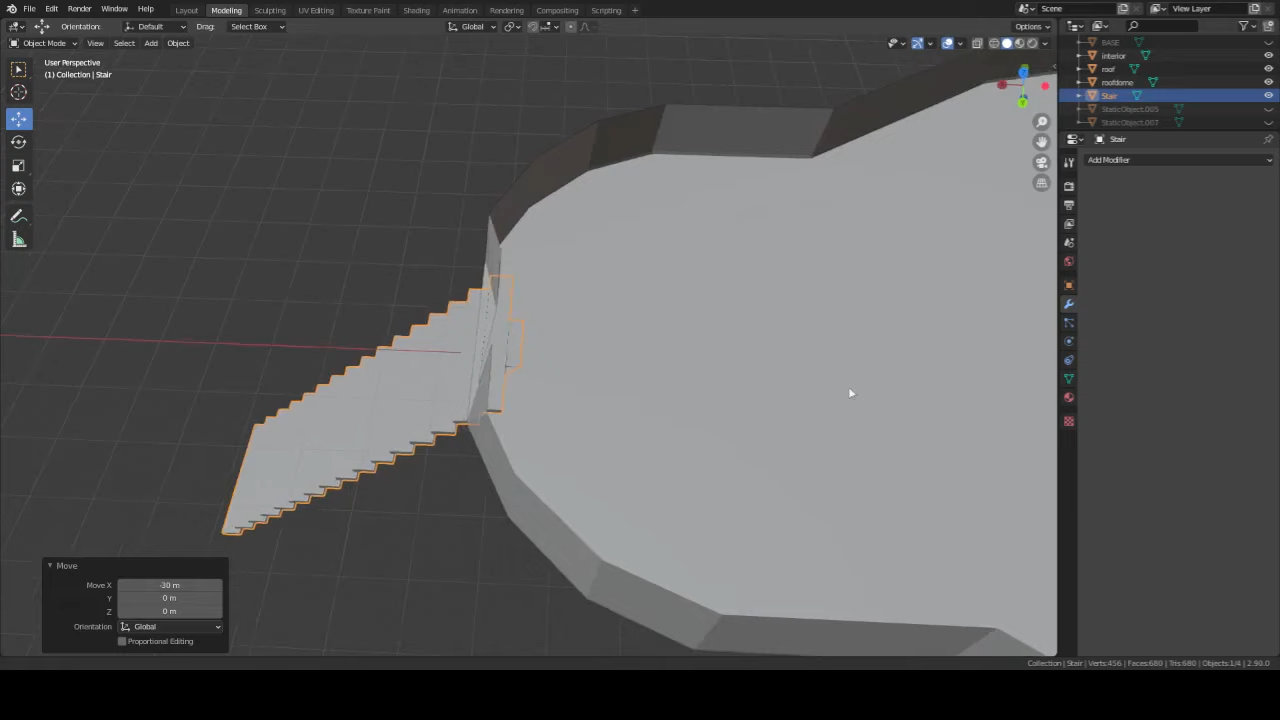 File Edit Render Window Help Layout Modeling Sculpting UV Editing Texture Paint Shading Animation Rendering Compositing Scripting + Scene View Layer
Orientation: Default Drag: Select Box Global Options
Object Mode View Select Add Object
User Perspective
(1) Collection | Stair
BASE
interior
roof
roofdome
Stair
StaticObject.005
StaticObject.007
Stair
Add Modifier
Move
Move X -30 m
Y 0 m
Z 0 m
Orientation Global
Proportional Editing
Collection | Stair | Verts:456 | Faces:680 | Tris:680 | Objects:1/4 | 2.90.0